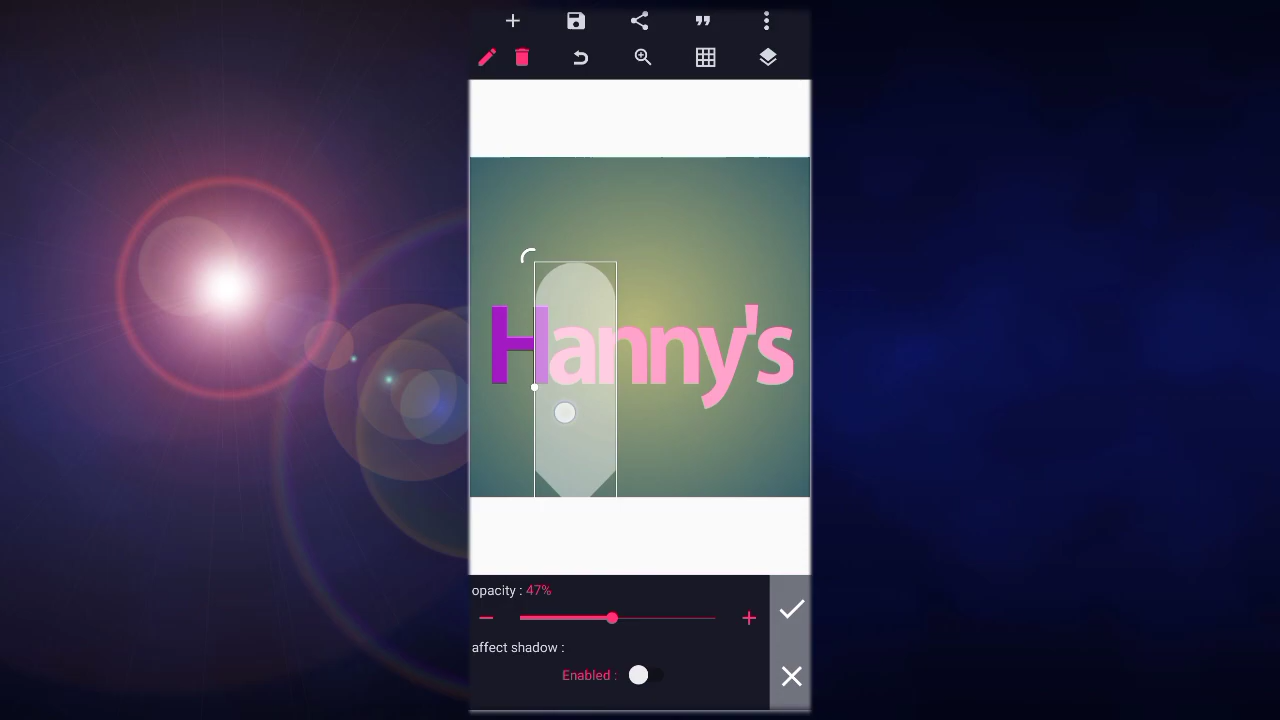 Hanny's
opacity : 47%
affect shadow :
Enabled :